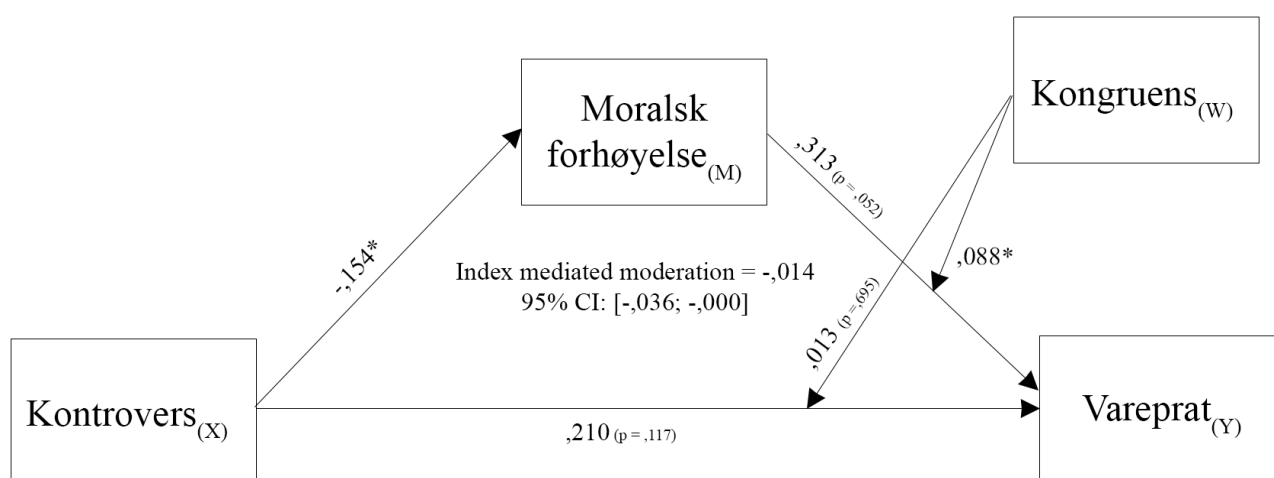 Kongruens(W)
Moralsk
forhøyelse(M)
,313 (p = ,052)
-,154*
,088*
Index mediated moderation = -,014
95% CI: [-,036; -,000]
,013 (p =,695)
Kontrovers(X)
Vareprat(Y)
,210 (p = ,117)